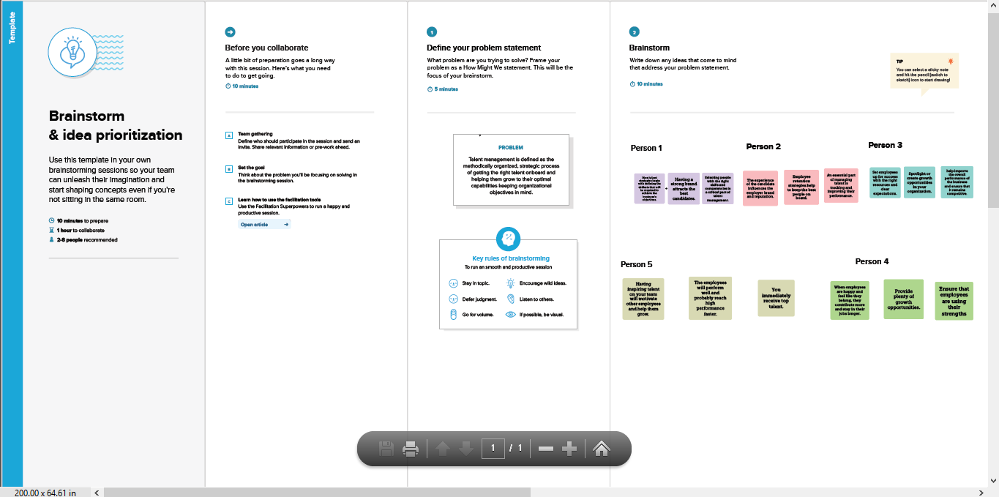 Template
Brainstorm
& idea prioritization
Use this template in your own
brainstorming sessions so your team
can unleash their imagination and
start shaping concepts even if you're
not sitting in the same room.
10 minutes to prepare
1 hour to collaborate
2-8 people recommended
Before you collaborate
A little bit of preparation goes a long way
with this session. Here's what you need
to do to get going.
10 minutes
A
Team gathering
Define who should participate in the session and send an
invite. Share relevant information or pre-work ahead.
B
Set the goal
Think about the problem you'll be focusing on solving in
the brainstorming session.
C
Learn how to use the facilitation tools
Use the Facilitation Superpowers to run a happy and
productive session.
Open article
1
Define your problem statement
What problem are you trying to solve? Frame your
problem as a How Might We statement. This will be the
focus of your brainstorm.
5 minutes
PROBLEM
Talent management is defined as the
methodically organized, strategic process
of getting the right talent onboard and
helping them grow to their optimal
capabilities keeping organizational
objectives in mind.
Key rules of brainstorming
To run an smooth and productive session
Stay in topic.
Encourage wild ideas.
Defer judgment.
Listen to others.
Go for volume.
If possible, be visual.
2
Brainstorm
Write down any ideas that come to mind
that address your problem statement.
10 minutes
TIP
You can select a sticky note
and hit the pencil [switch to
sketch] icon to start drawing!
Person 1
Having a
strong brand
attracts the
best
candidates.
Selecting people
with the right
skills and
competencies is
a critical part of
talent
management.
Person 2
The experience
of the candidate
influences the
employer brand
and reputation.
Employee
retention
strategies help
to keep the best
people on
board.
An essential part
of managing
talent is
tracking and
improving their
performance.
Person 3
Set employees
up for success
with the right
resources and
clear
expectations.
Spotlight or
create growth
opportunities
in your
organization.
help improve
the overall
performance of
the business
and ensure that
it remains
competitive.
Person 5
Having
inspiring talent
on your team
will motivate
other employees
and help them
grow.
The employees
will perform
well and
probably reach
high
performance
faster.
You
immediately
receive top
talent.
Person 4
When employees
are happy and
feel like they
belong, they
contribute more
and stay in their
jobs longer.
Provide
plenty of
growth
opportunities.
Ensure that
employees
are using
their
strengths
1 / 1
200.00 x 64.61 in